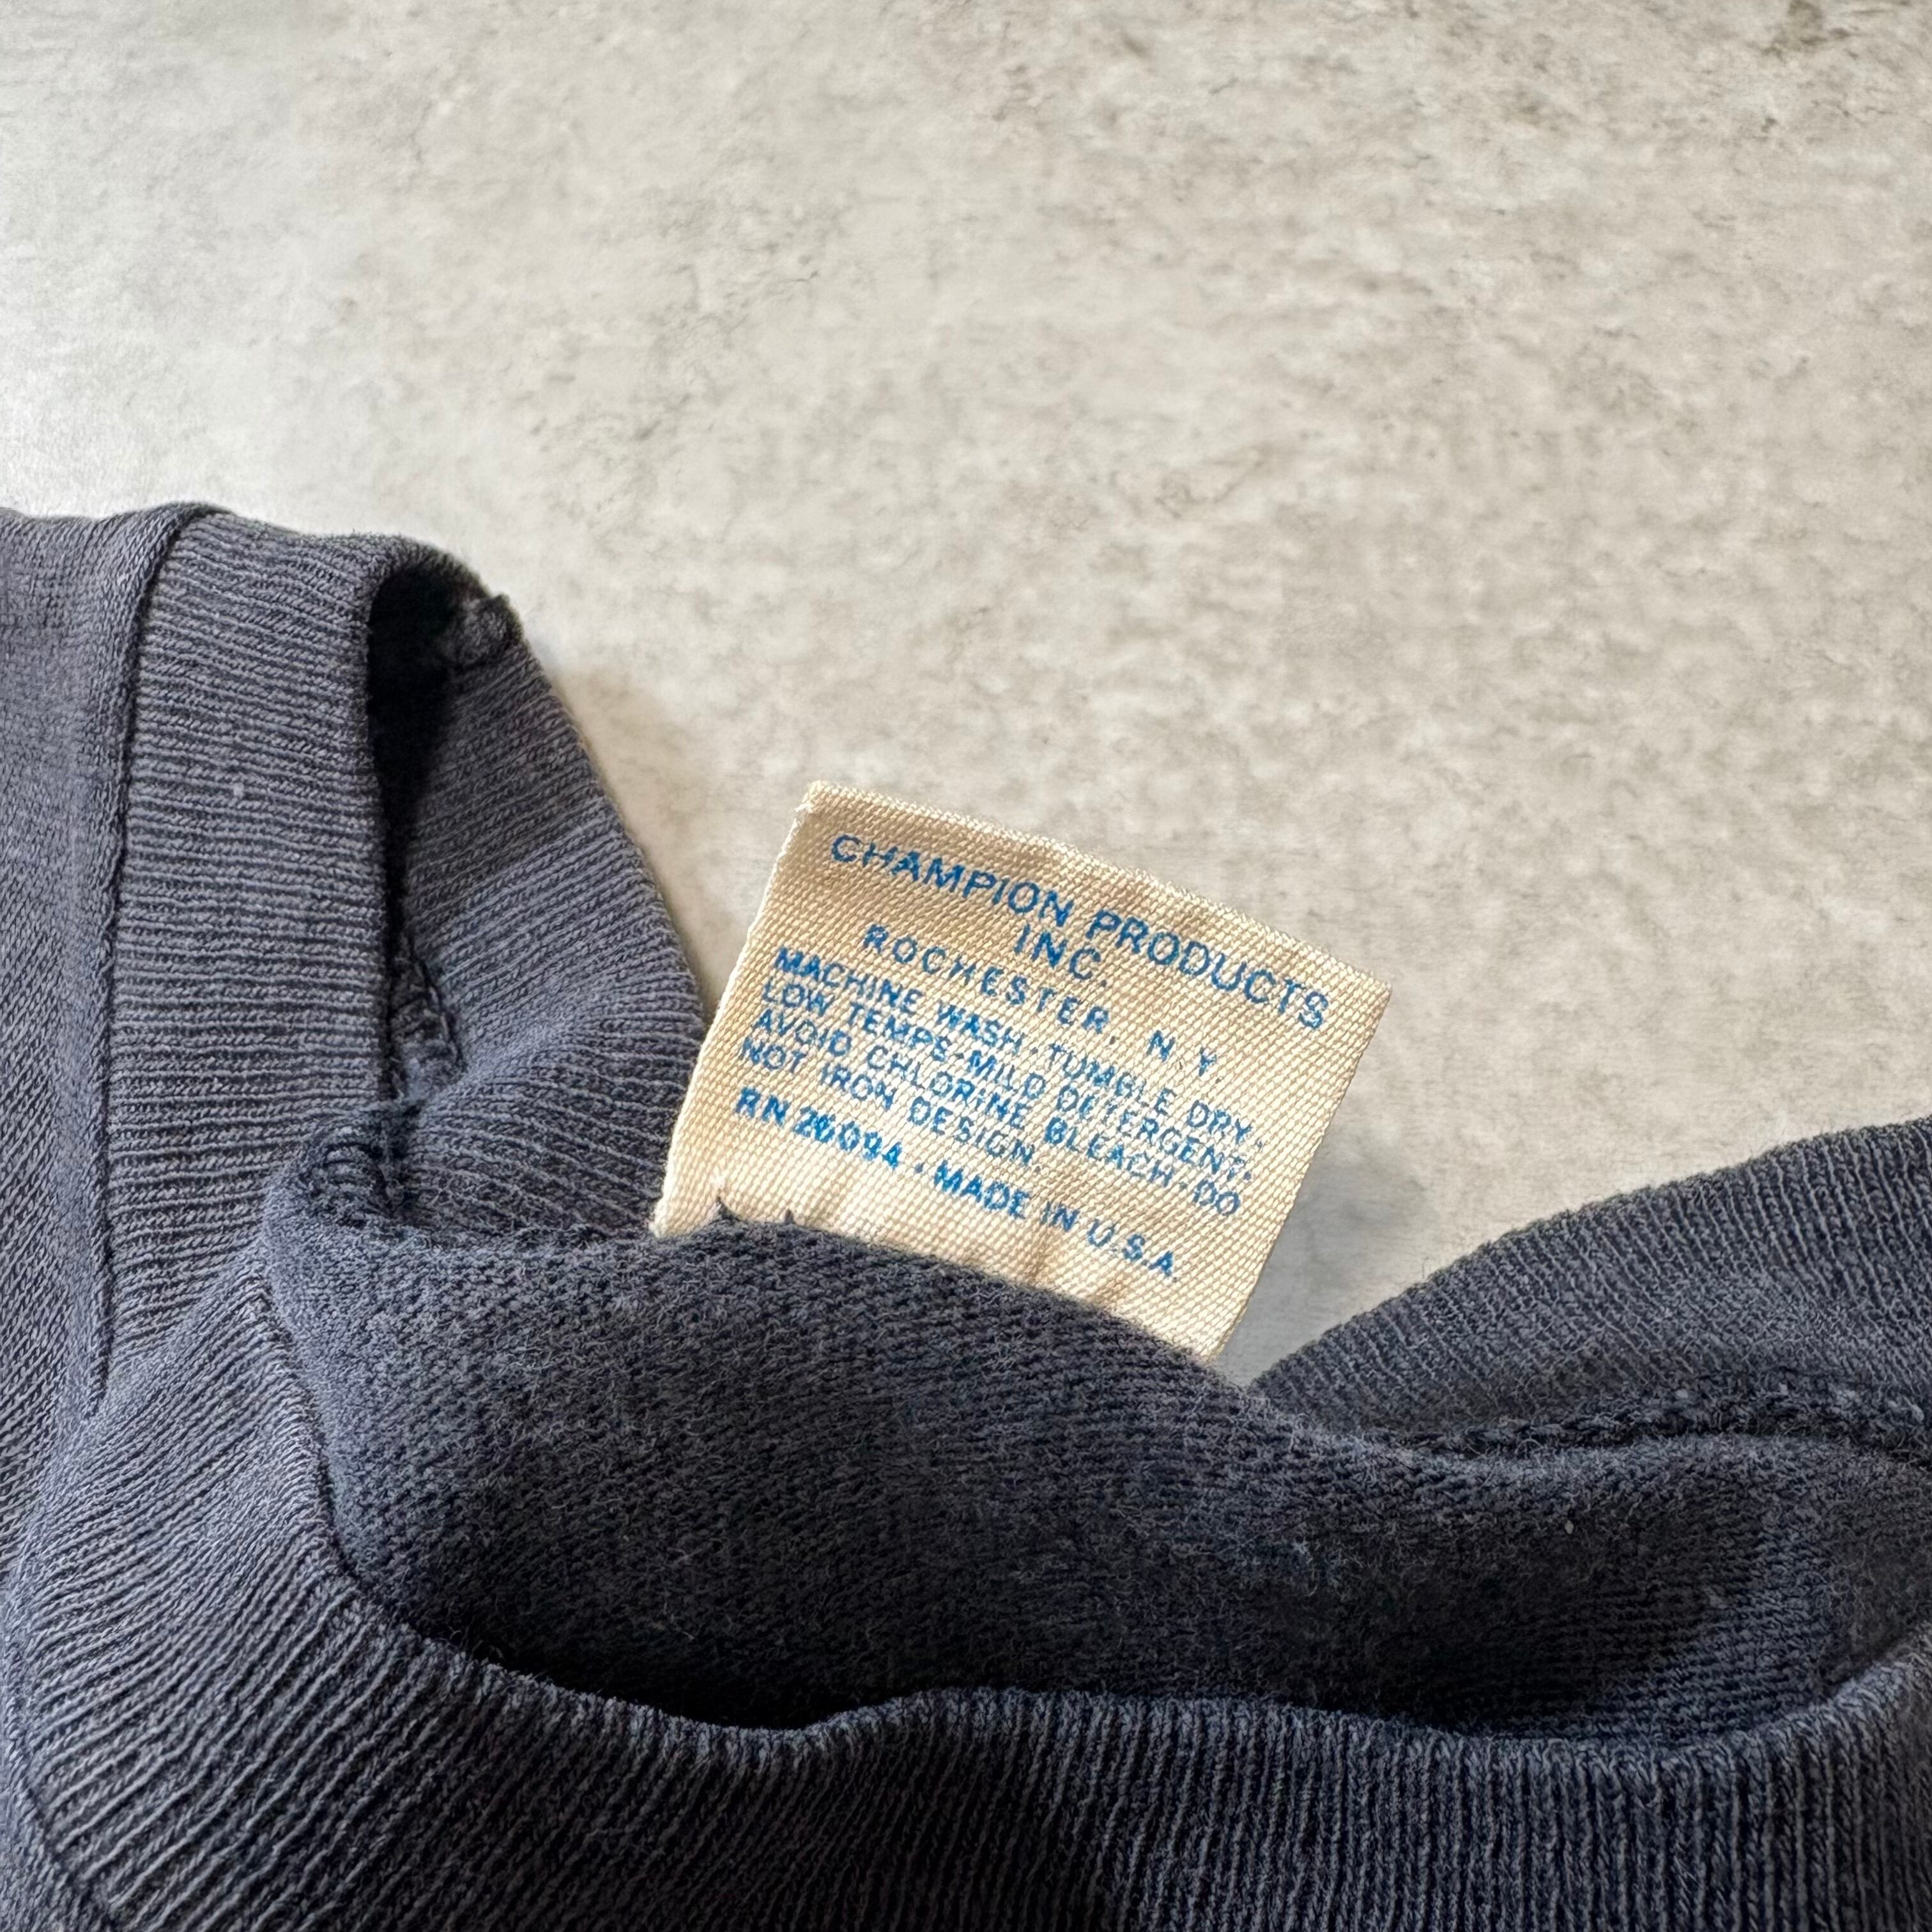 CHAMPION PRODUCTS
INC.
ROCHESTER, N.Y.
MACHINE WASH·TUMBLE DRY·
LOW TEMPS·MILD DETERGENT·
AVOID CHLORINE BLEACH·DO
NOT IRON DESIGN.
RN 26094 · MADE IN U.S.A.